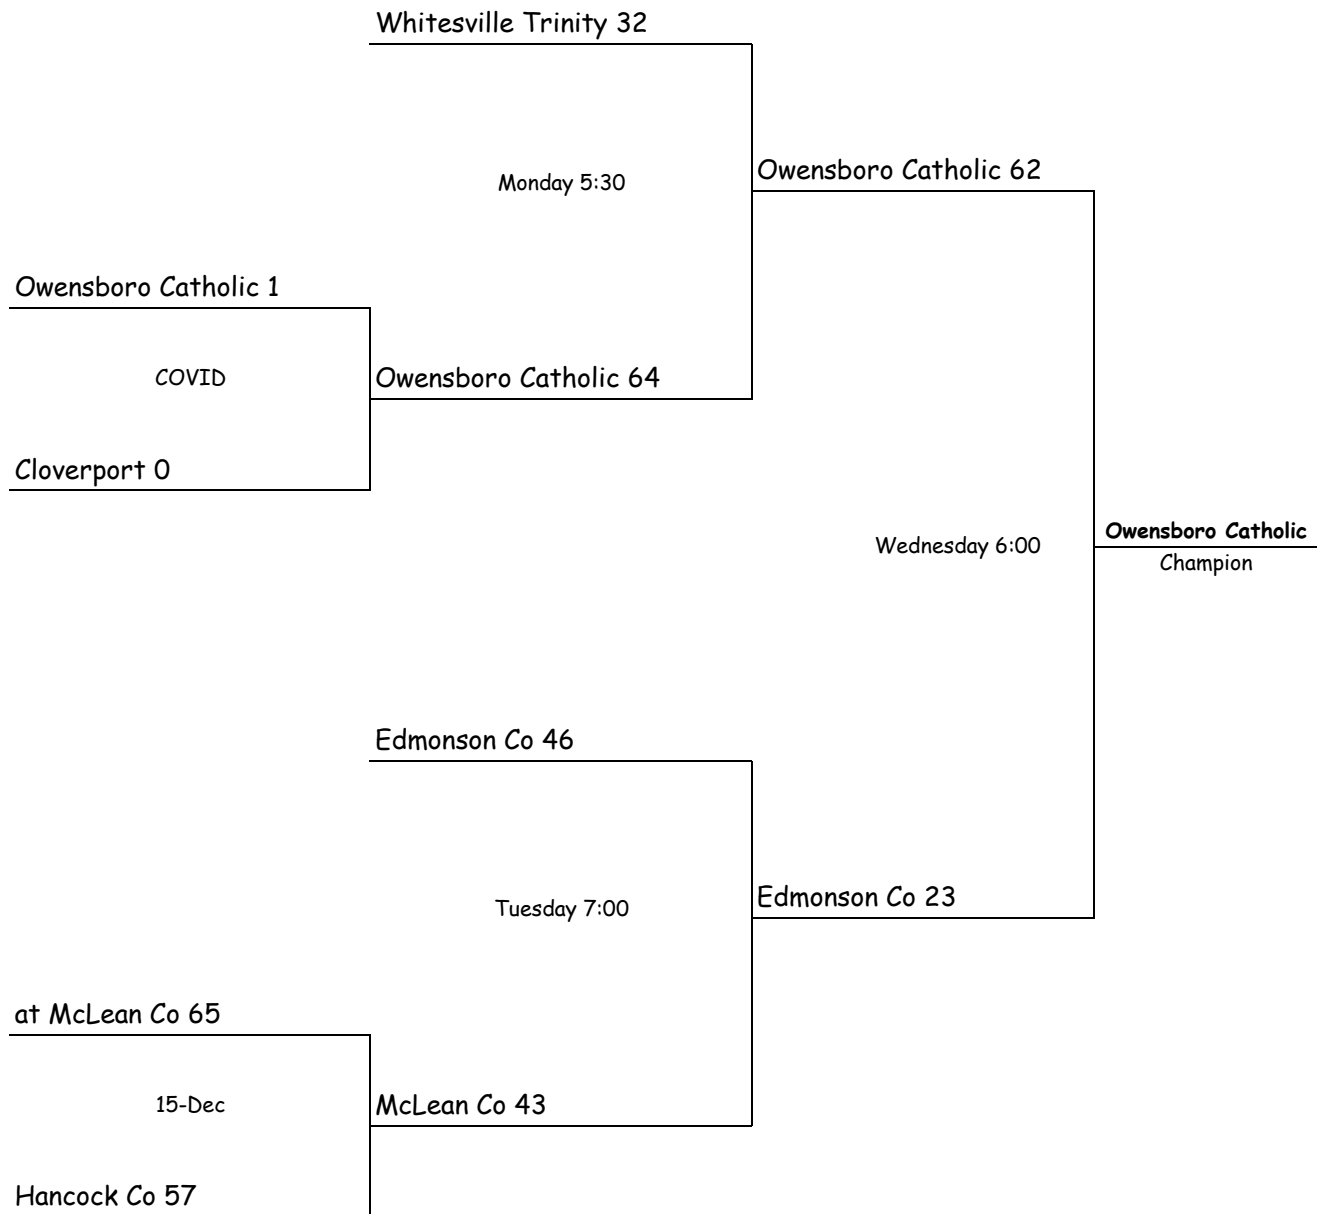 Whitesville Trinity 32
Monday 5:30
Owensboro Catholic 62
Owensboro Catholic 1
COVID
Owensboro Catholic 64
Cloverport 0
Owensboro Catholic
Wednesday 6:00
Champion
Edmonson Co 46
Tuesday 7:00
Edmonson Co 23
at McLean Co 65
15-Dec
McLean Co 43
Hancock Co 57